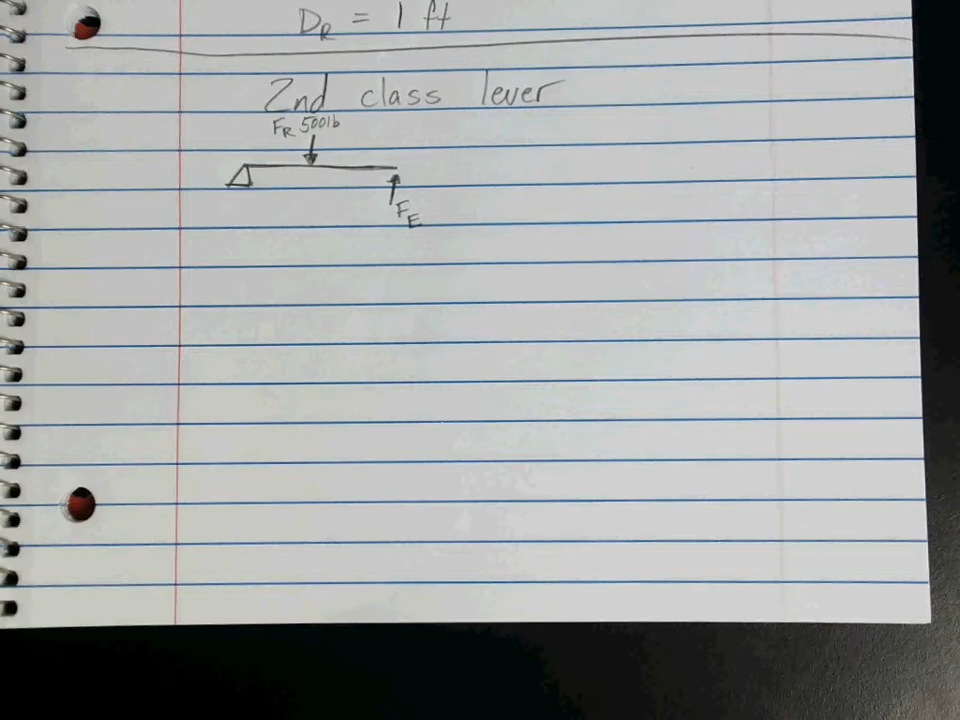 D_R = 1 ft
2nd class lever
F_R 500lb
F_E